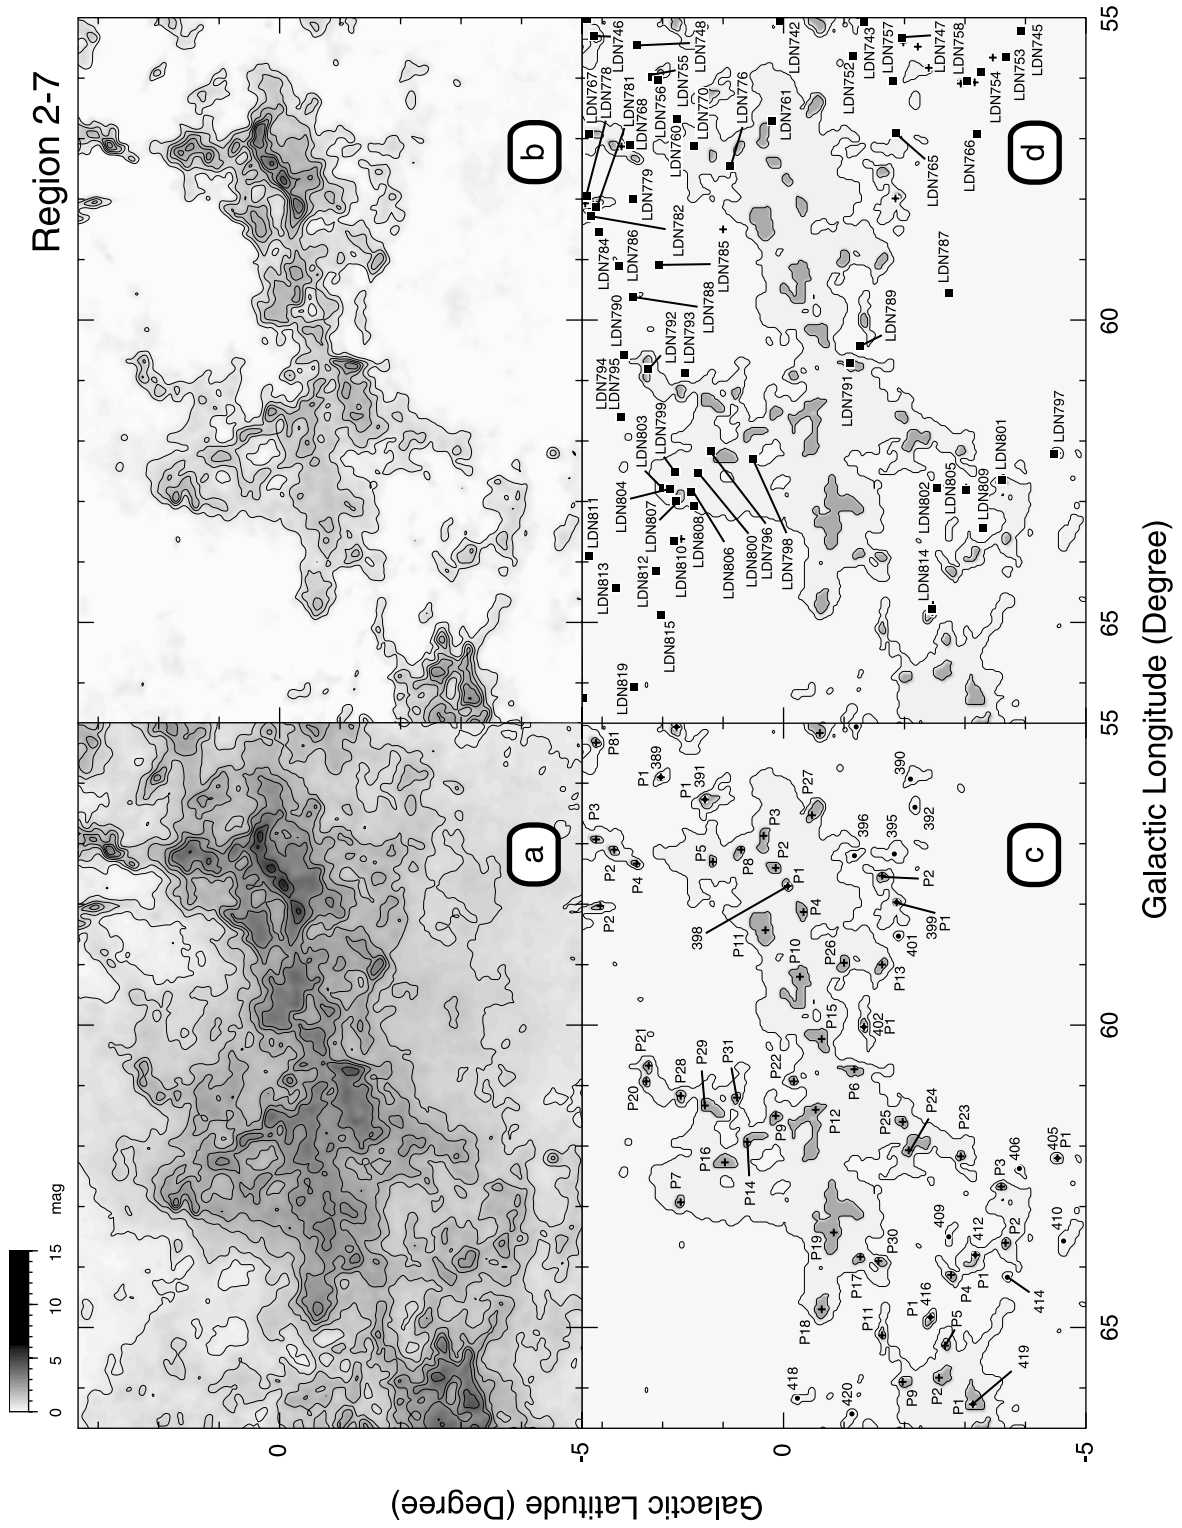 Region 2-7
mag
0
5
10
15
a
b
c
d
0
-5
0
-5
55
60
65
55
60
65
Galactic Latitude (Degree)
Galactic Longitude (Degree)
LDN746
LDN748
LDN767
LDN778
LDN781
LDN768
LDN755
LDN756
LDN770
LDN760
LDN776
LDN761
LDN742
LDN743
LDN752
LDN757
LDN747
LDN758
LDN754
LDN753
LDN745
LDN765
LDN766
LDN779
LDN782
LDN784
LDN786
LDN785
LDN788
LDN787
LDN790
LDN792
LDN793
LDN789
LDN791
LDN794
LDN795
LDN799
LDN803
LDN804
LDN807
LDN808
LDN806
LDN800
LDN796
LDN798
LDN797
LDN801
LDN805
LDN802
LDN809
LDN811
LDN813
LDN812
LDN810
LDN814
LDN815
LDN819
P81
P1
389
P1
391
P3
P2
P4
P2
P5
P8
P3
P2
P1
P27
390
392
395
396
P2
399
P1
401
398
P4
P11
P10
P26
P13
P15
402
P1
P21
P20
P28
P29
P31
P22
P6
P9
P12
P25
P24
P23
P16
P14
P7
406
405
P1
P3
P19
P30
P17
409
412
P2
410
P1
P4
414
P18
P11
P1
416
P5
P9
P2
P1
419
418
420